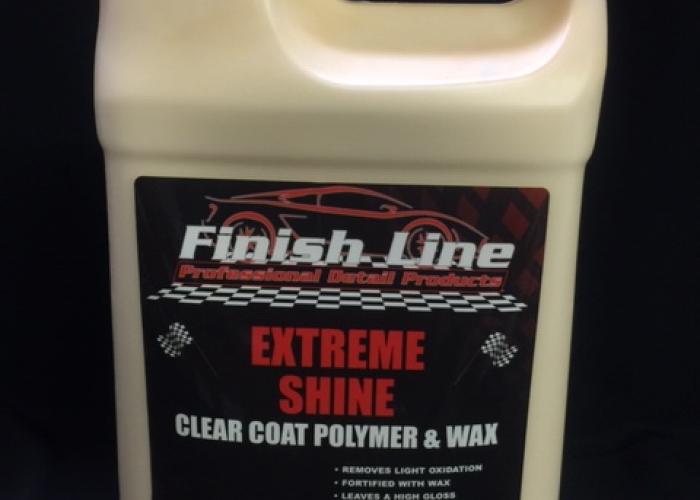 Finish Line
Professional Detail Products
EXTREME
SHINE
CLEAR COAT POLYMER & WAX
• REMOVES LIGHT OXIDATION
• FORTIFIED WITH WAX
• LEAVES A HIGH GLOSS